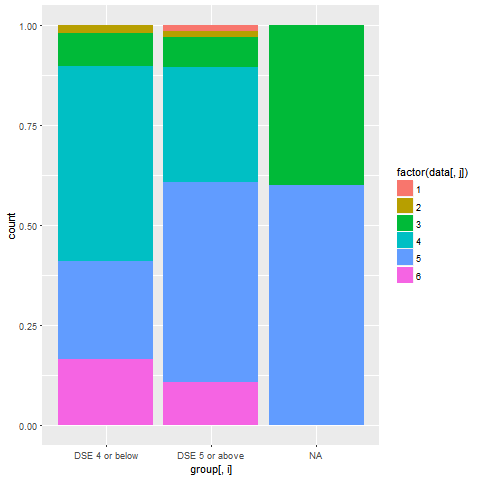 1.00
0.75
0.50
0.25
0.00
count
DSE 4 or below
DSE 5 or above
NA
group[, i]
factor(data[, j])
1
2
3
4
5
6